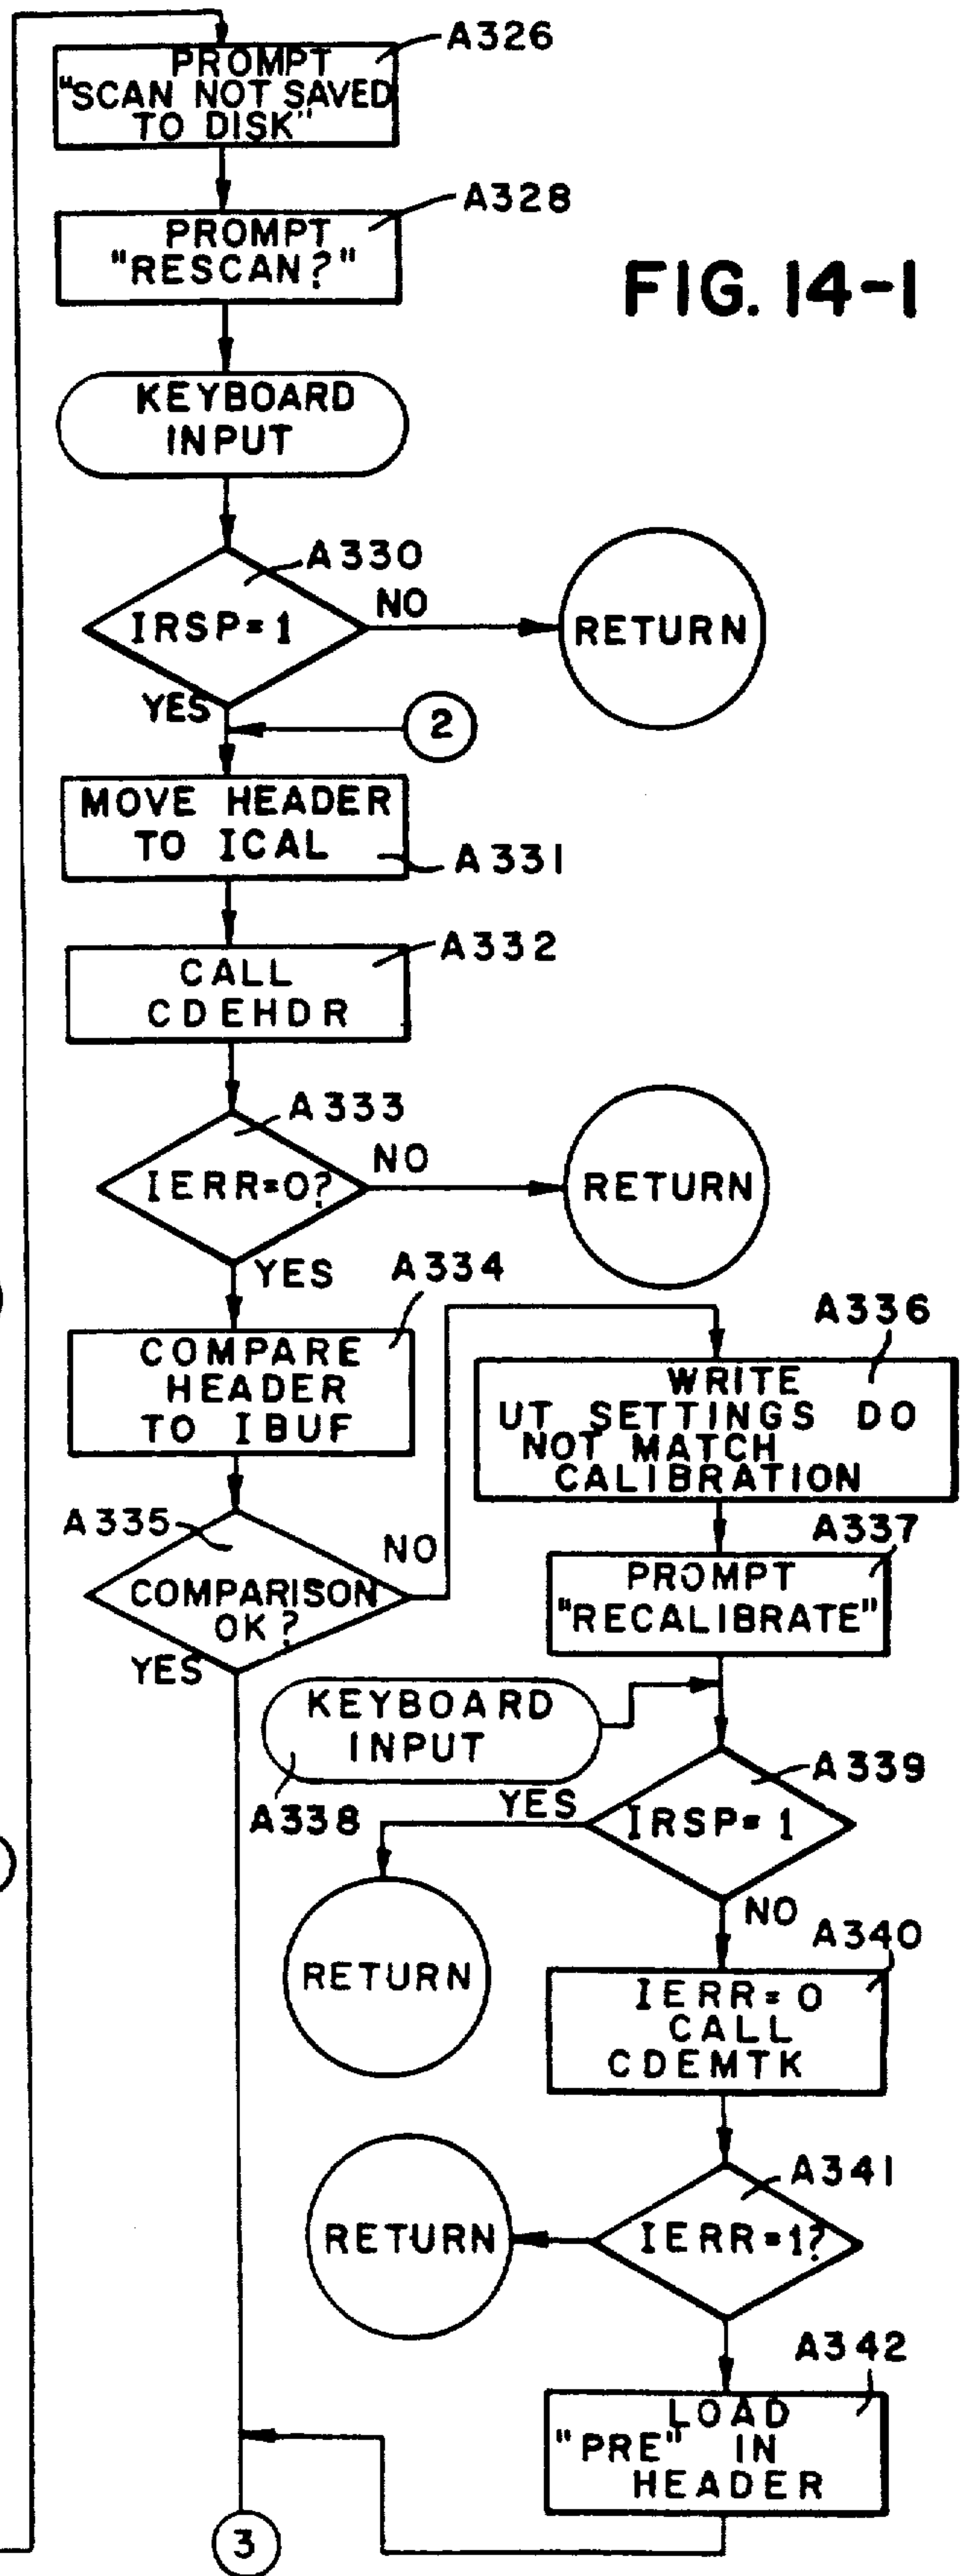 A326
PROMPT
"SCAN NOT SAVED
TO DISK"
A328
PROMPT
"RESCAN?"
FIG. 14-1
KEYBOARD
INPUT
A330
IRSP=1
NO
RETURN
YES
2
MOVE HEADER
TO ICAL
A331
A332
CALL
CDEHDR
A333
IERR=0?
NO
RETURN
YES
A334
COMPARE
HEADER
TO IBUF
A336
WRITE
UT SETTINGS DO
NOT MATCH
CALIBRATION
A335
NO
COMPARISON
OK?
YES
A337
PROMPT
"RECALIBRATE"
KEYBOARD
INPUT
A338
A339
IRSP=1
YES
RETURN
NO
A340
IERR=0
CALL
CDEMTK
A341
IERR=1?
RETURN
A342
LOAD
"PRE" IN
HEADER
3